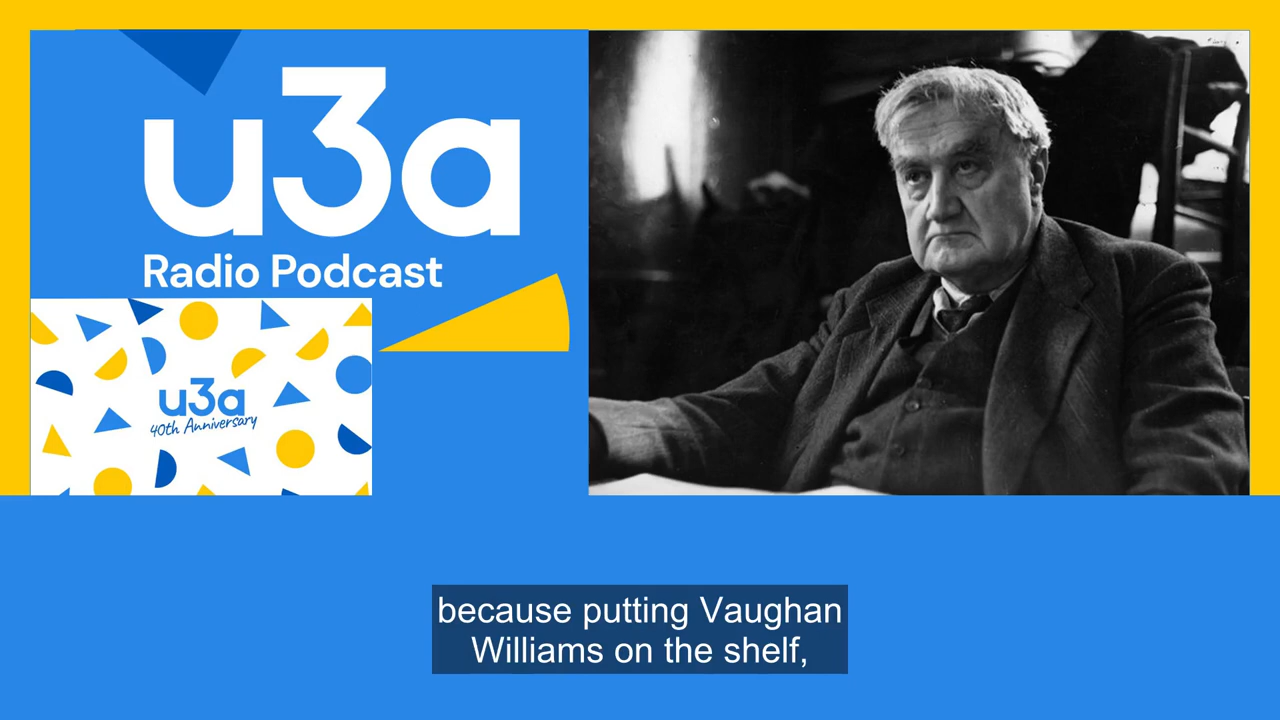 u3a
Radio Podcast
u3a
40th Anniversary
because putting Vaughan
Williams on the shelf,